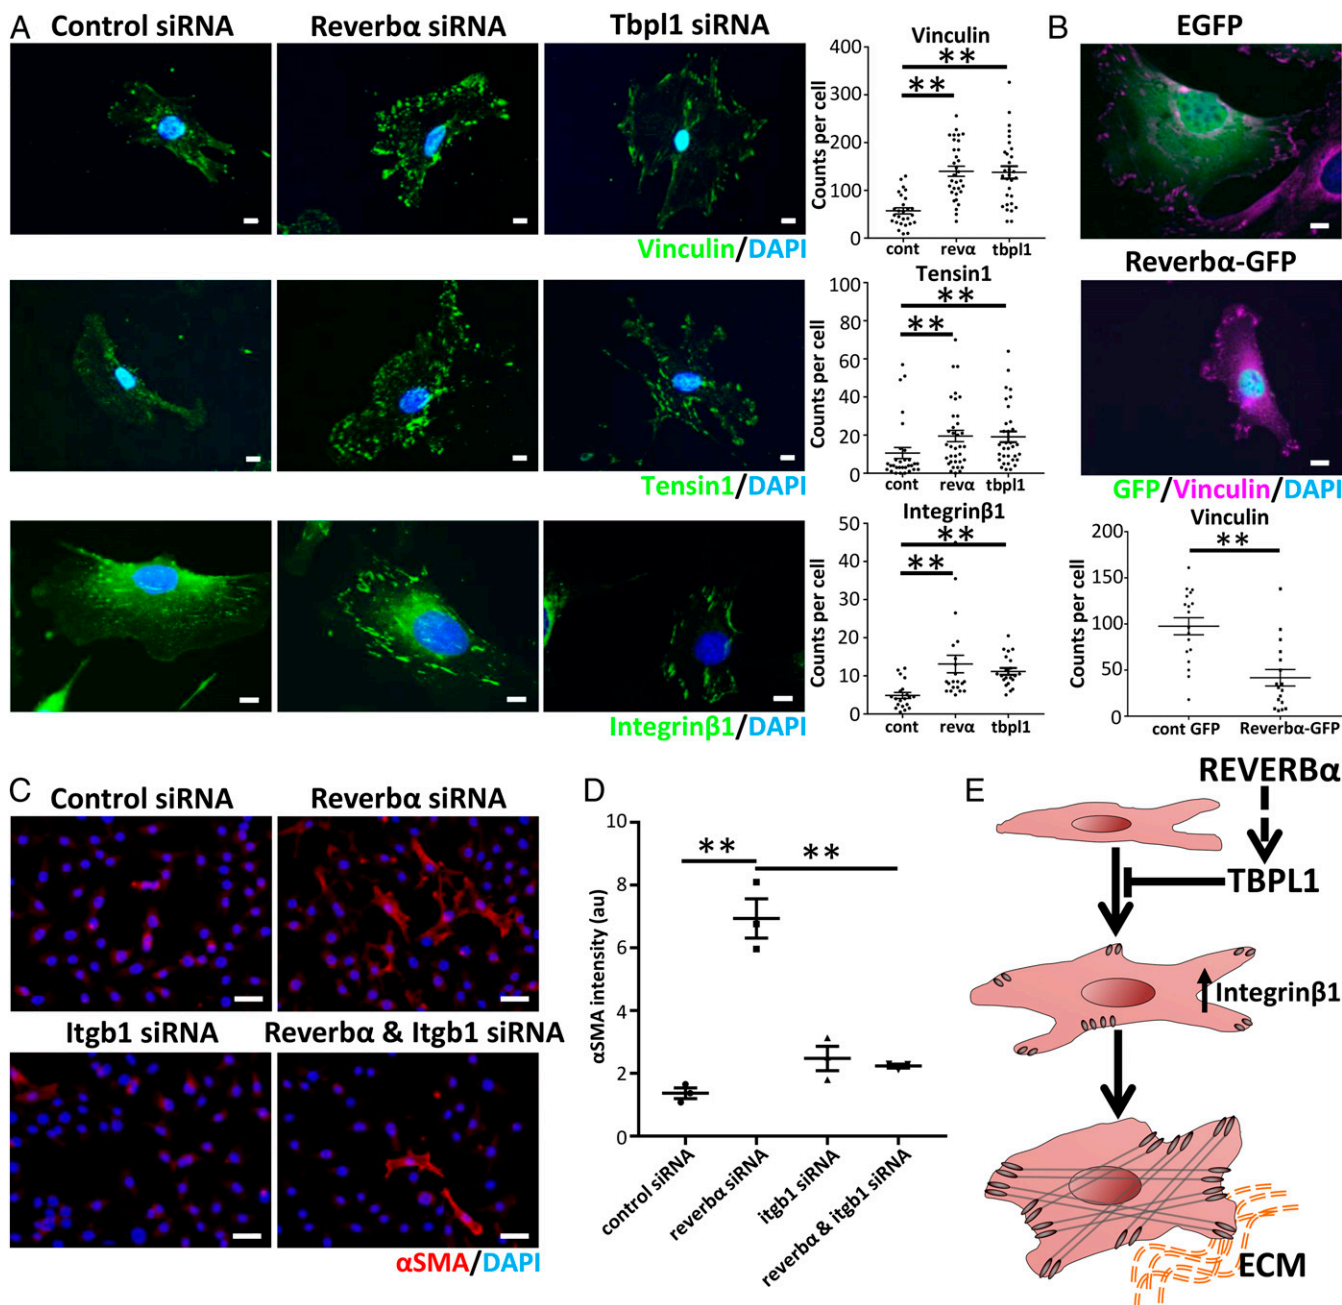 A
Control siRNA
Reverbα siRNA
Tbpl1 siRNA
Vinculin
**
**
Counts per cell
400
300
200
100
0
cont
revα
tbpl1
Vinculin/DAPI
Tensin1
**
**
Counts per cell
100
80
60
40
20
0
cont
revα
tbpl1
Tensin1/DAPI
Integrinβ1
**
**
Counts per cell
50
40
30
20
10
0
cont
revα
tbpl1
Integrinβ1/DAPI
B
EGFP
Reverbα-GFP
GFP/Vinculin/DAPI
Vinculin
**
Counts per cell
200
150
100
50
0
cont GFP
Reverbα-GFP
C
Control siRNA
Reverbα siRNA
Itgb1 siRNA
Reverbα & Itgb1 siRNA
αSMA/DAPI
D
**
**
αSMA intensity (au)
10
8
6
4
2
0
control siRNA
reverbα siRNA
itgb1 siRNA
reverbα & itgb1 siRNA
E
REVERBα
TBPL1
Integrinβ1
ECM